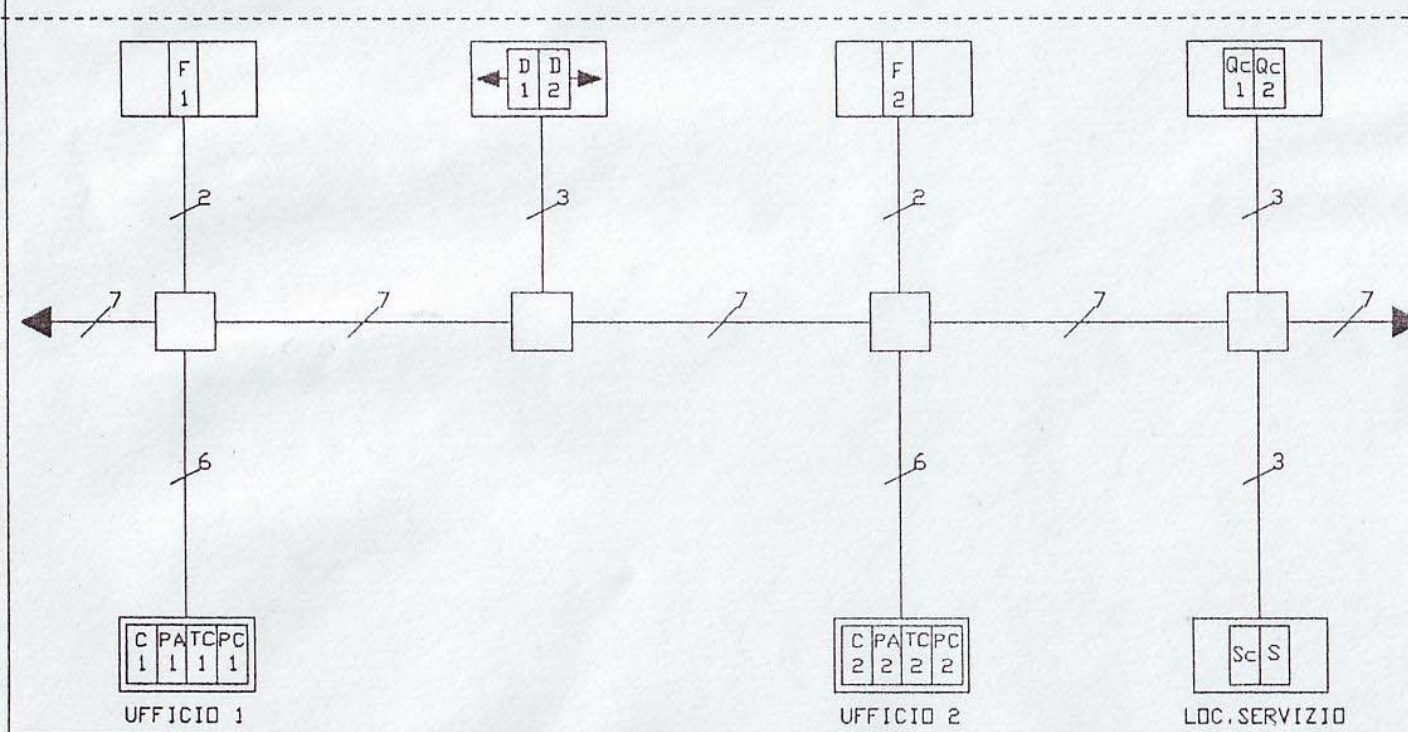 F D D F Qc Qc
1 1 2 2 1 2
2 3 2 3
7 7 7 7 7
6 6 3
C PA TC PC C PA TC PC Sc S
1 1 1 1 2 2 2 2
UFFICIO 1 UFFICIO 2 LOC.SERVIZIO